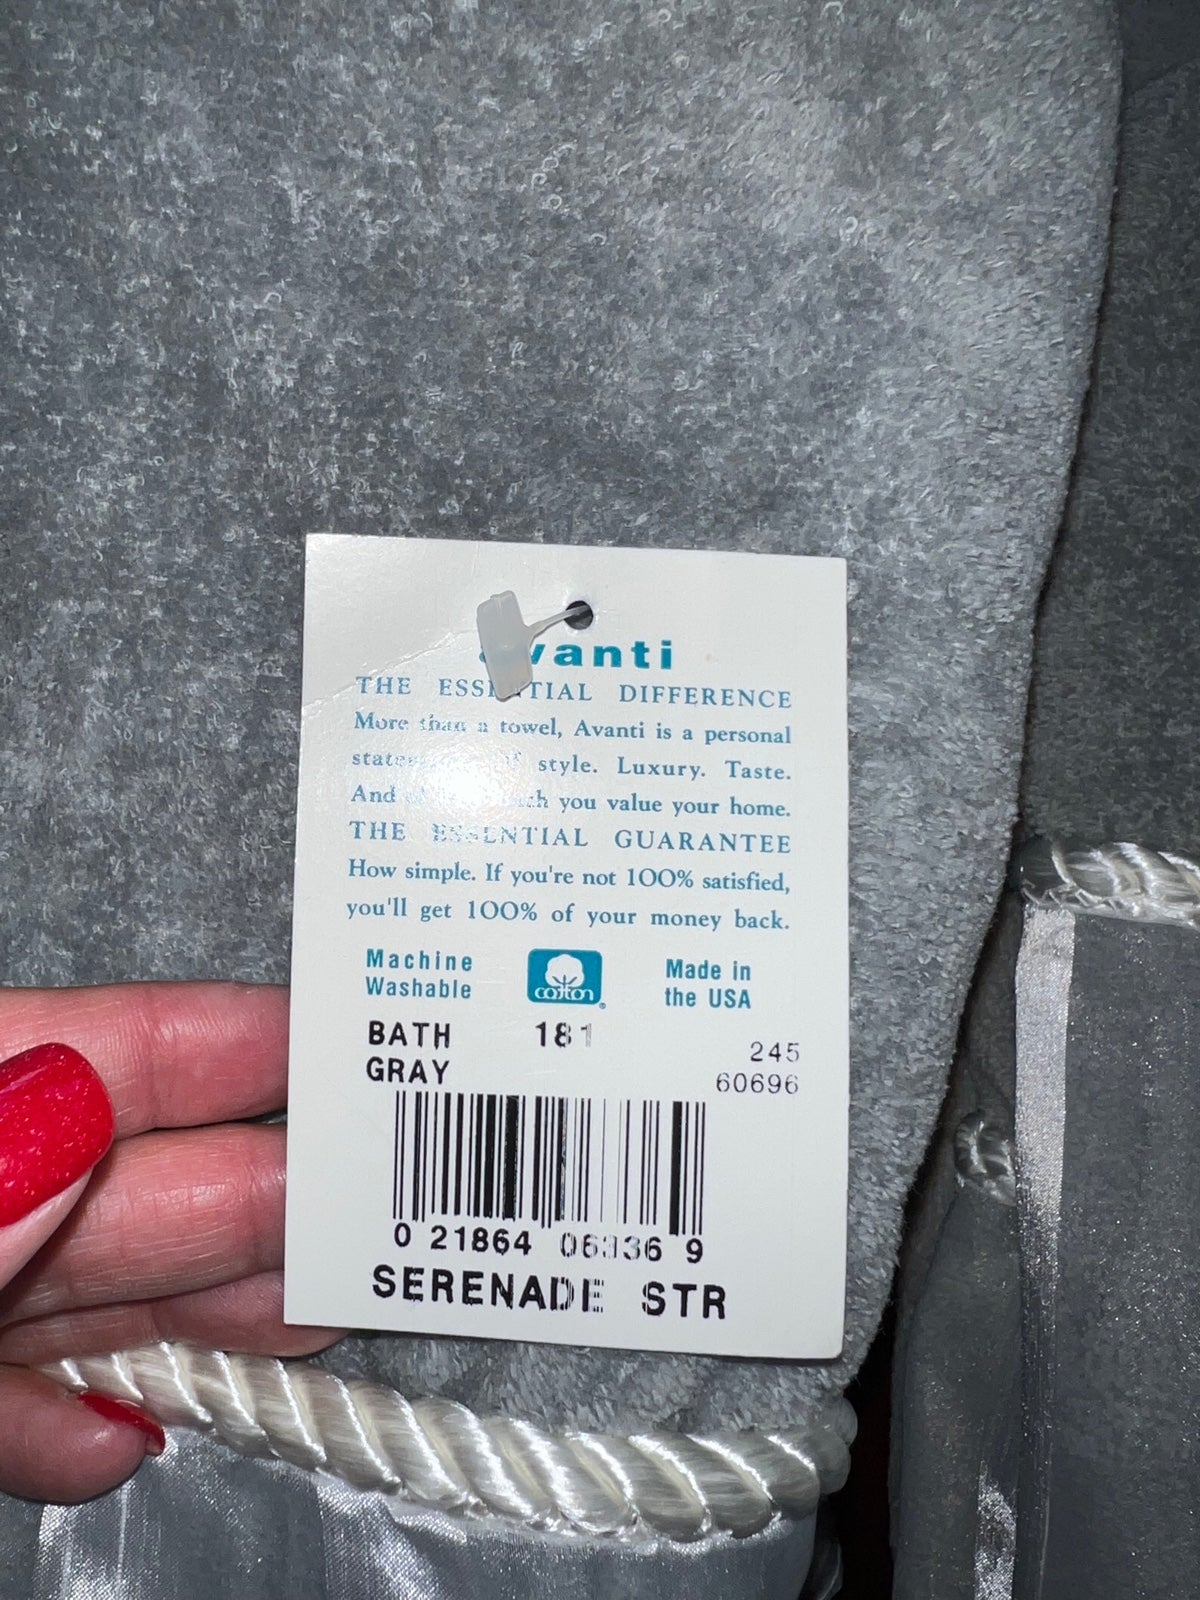 avanti
THE ESSENTIAL DIFFERENCE
More than a towel, Avanti is a personal
of style. Luxury. Taste.
And you value your home.
THE ESSENTIAL GUARANTEE
How simple. If you're not 100% satisfied,
you'll get 100% of your money back.
Machine
Washable
cotton
®
Made in
the USA
BATH 181
GRAY
245
60696
0 21864 06336 9
SERENADE STR